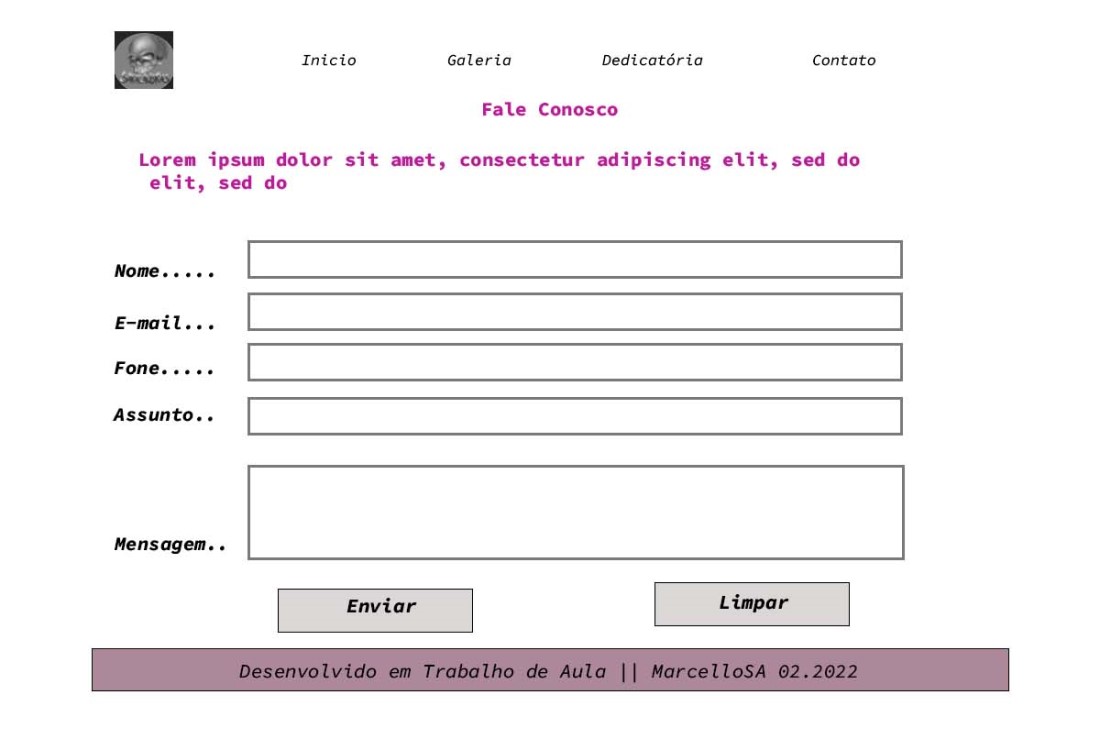 Inicio Galeria Dedicatória Contato
Fale Conosco
Lorem ipsum dolor sit amet, consectetur adipiscing elit, sed do
elit, sed do
Nome.....
E-mail...
Fone.....
Assunto..
Mensagem..
Enviar Limpar
Desenvolvido em Trabalho de Aula || MarcelloSA 02.2022